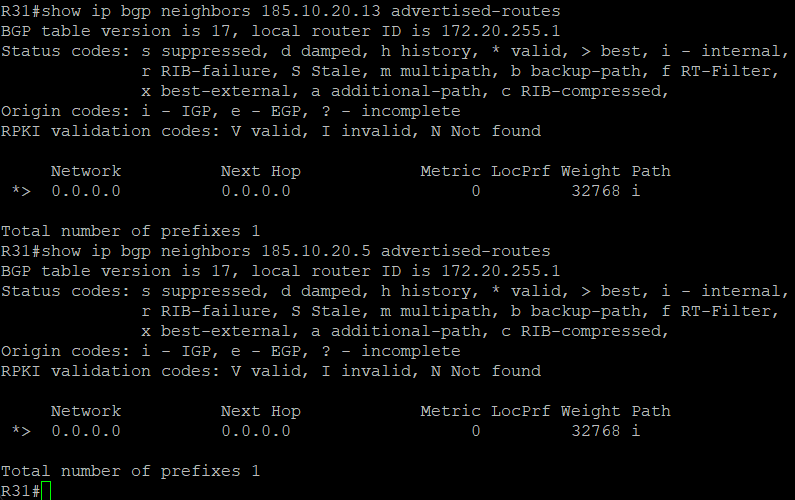 R31#show ip bgp neighbors 185.10.20.13 advertised-routes
BGP table version is 17, local router ID is 172.20.255.1
Status codes: s suppressed, d damped, h history, * valid, > best, i - internal,
              r RIB-failure, S Stale, m multipath, b backup-path, f RT-Filter,
              x best-external, a additional-path, c RIB-compressed,
Origin codes: i - IGP, e - EGP, ? - incomplete
RPKI validation codes: V valid, I invalid, N Not found

     Network          Next Hop            Metric LocPrf Weight Path
 *>  0.0.0.0          0.0.0.0                  0         32768 i

Total number of prefixes 1
R31#show ip bgp neighbors 185.10.20.5 advertised-routes
BGP table version is 17, local router ID is 172.20.255.1
Status codes: s suppressed, d damped, h history, * valid, > best, i - internal,
              r RIB-failure, S Stale, m multipath, b backup-path, f RT-Filter,
              x best-external, a additional-path, c RIB-compressed,
Origin codes: i - IGP, e - EGP, ? - incomplete
RPKI validation codes: V valid, I invalid, N Not found

     Network          Next Hop            Metric LocPrf Weight Path
 *>  0.0.0.0          0.0.0.0                  0         32768 i

Total number of prefixes 1
R31#